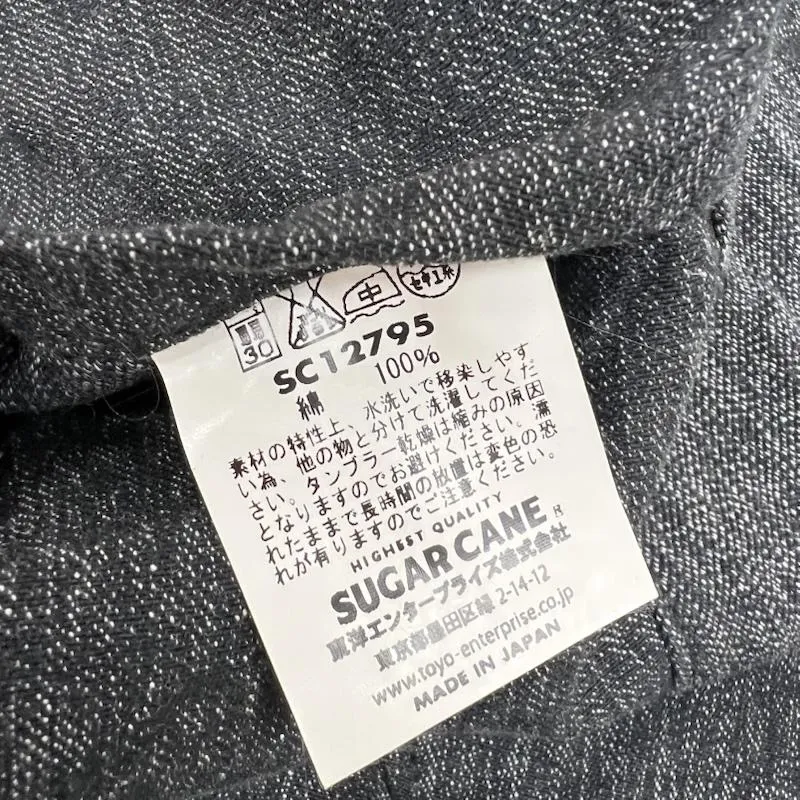 30 中 セキユ系
SC12795
綿 100%
素材の特性上、水洗いで移染しやす
い為、他の物と分けて洗濯してくだ
さい。タンブラー乾燥は縮みの原因
となりますのでお避けください。濡
れたままで長時間の放置は変色の恐
れが有りますのでご注意ください。
HIGHEST QUALITY
SUGAR CANE ®
東洋エンタープライズ株式会社
東京都墨田区緑 2-14-12
www.toyo-enterprise.co.jp
MADE IN JAPAN